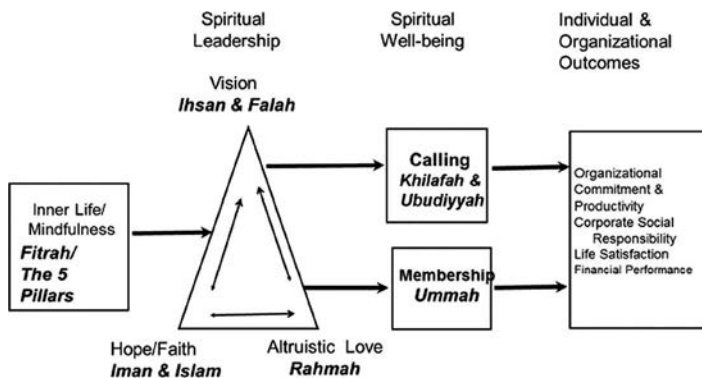 Spiritual
Leadership
Spiritual
Well-being
Individual &
Organizational
Outcomes
Vision
Ihsan & Falah
Inner Life/
Mindfulness
Fitrah/
The 5
Pillars
Hope/Faith
Iman & Islam
Altruistic Love
Rahmah
Calling
Khilafah &
Ubudiyyah
Membership
Ummah
Organizational
Commitment &
Productivity
Corporate Social
Responsibility
Life Satisfaction
Financial Performance